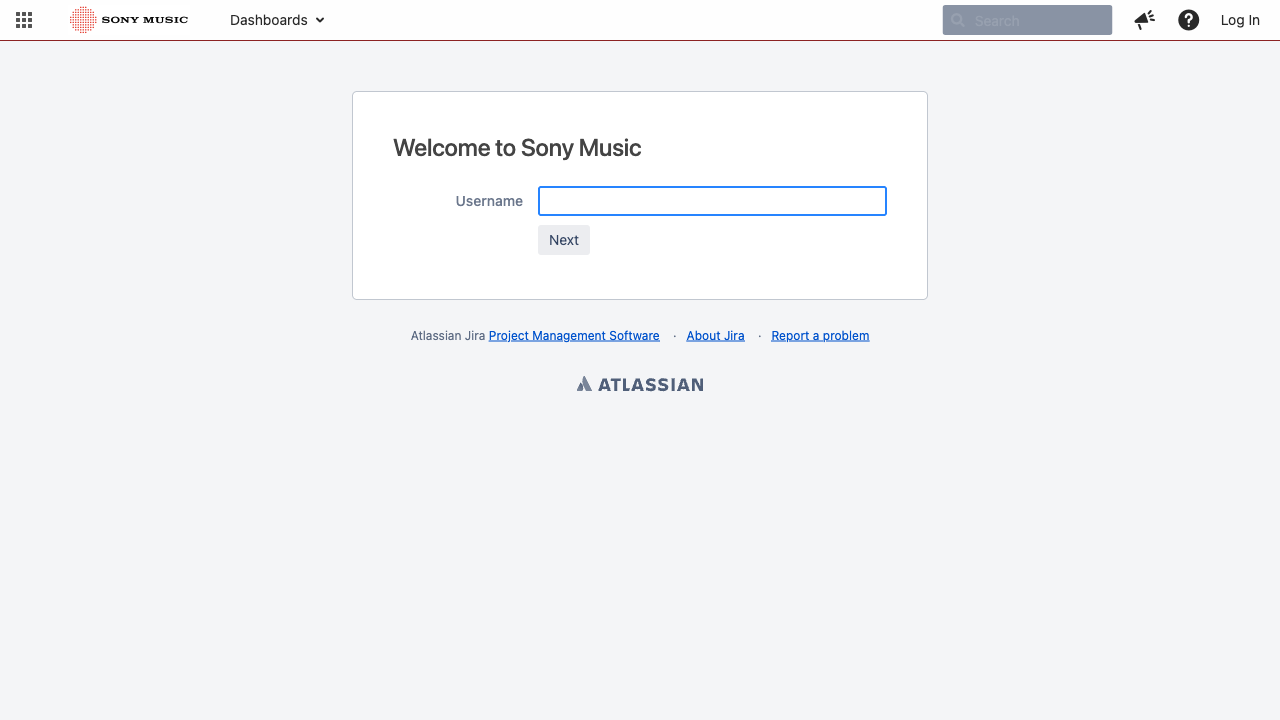 SONY MUSIC Dashboards Search Log In
Welcome to Sony Music
Username
Next
Atlassian Jira Project Management Software · About Jira · Report a problem
ATLASSIAN